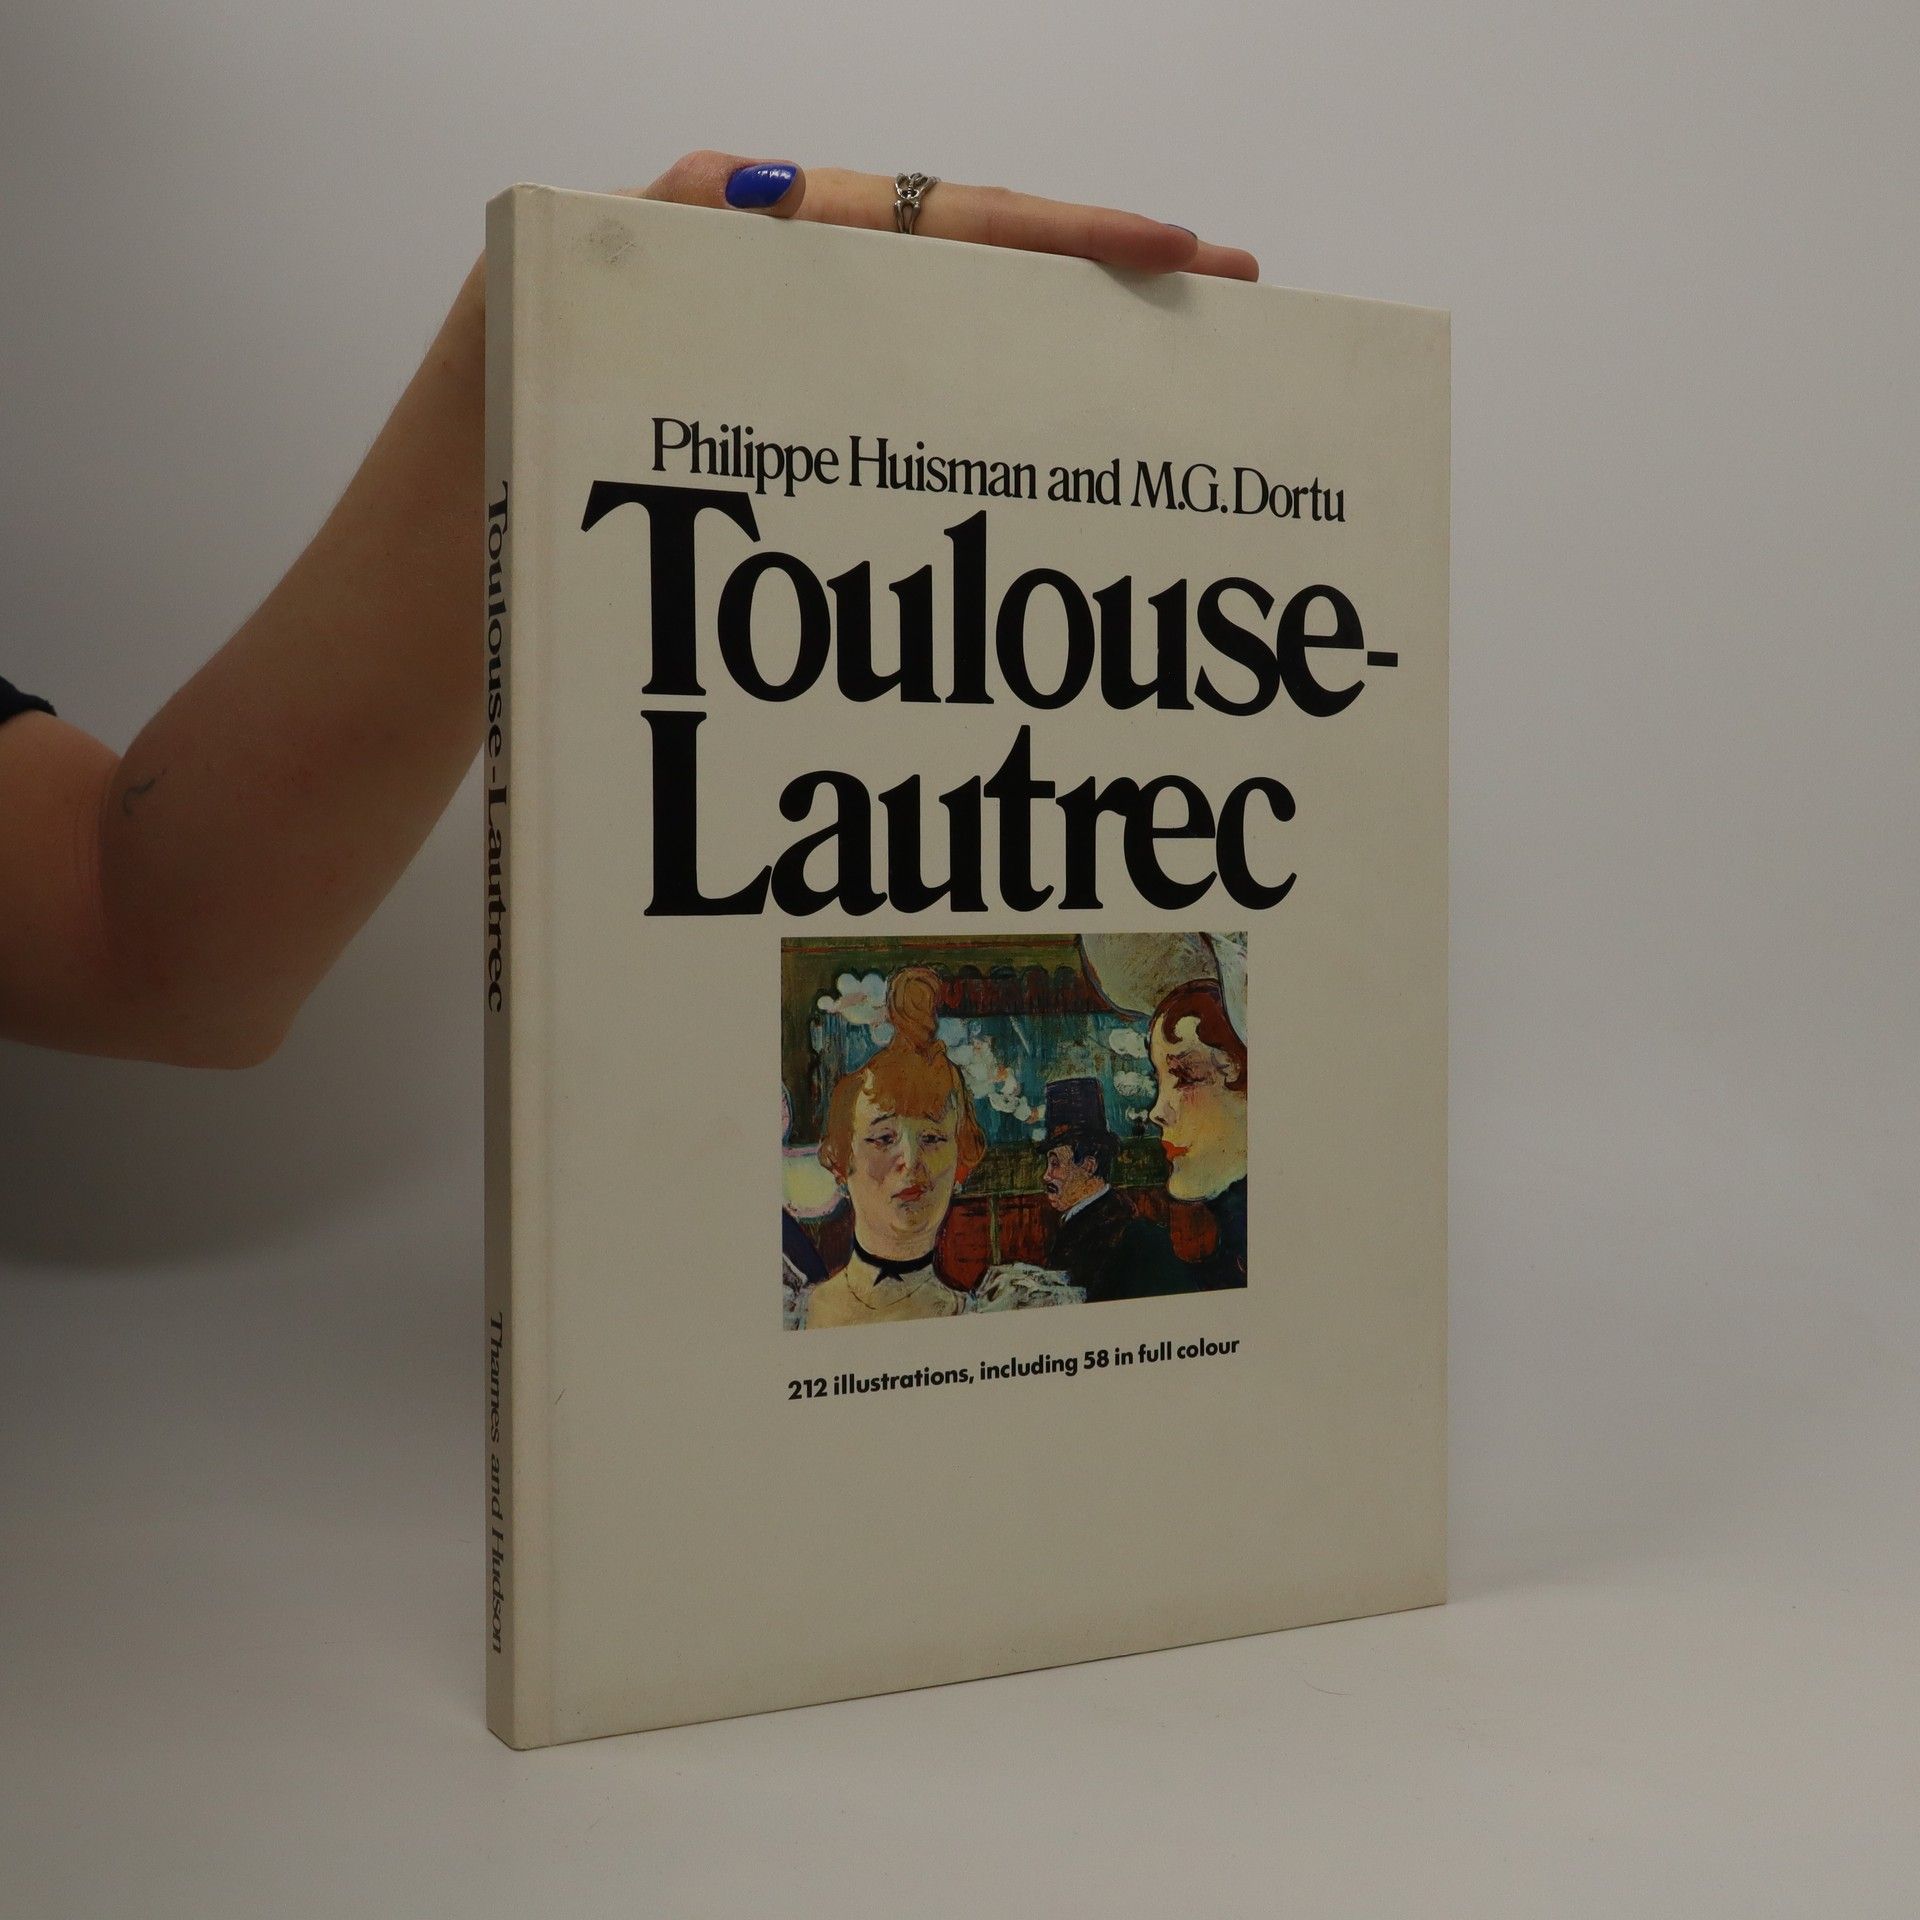 Philippe Huisman and M.G. Dortu
Toulouse-
Lautrec
212 illustrations, including 58 in full colour
Toulouse-Lautrec
Thames and Hudson